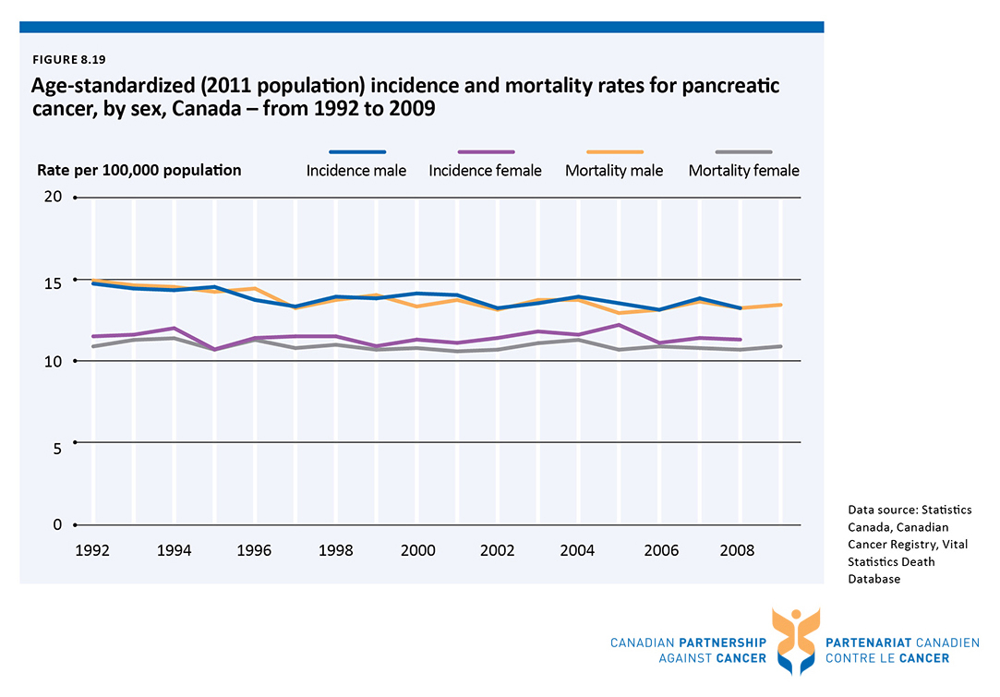 FIGURE 8.19
Age-standardized (2011 population) incidence and mortality rates for pancreatic
cancer, by sex, Canada – from 1992 to 2009
Rate per 100,000 population
Incidence male
Incidence female
Mortality male
Mortality female
20
15
10
5
0
1992
1994
1996
1998
2000
2002
2004
2006
2008
Data source: Statistics
Canada, Canadian
Cancer Registry, Vital
Statistics Death
Database
CANADIAN PARTNERSHIP
AGAINST CANCER
PARTENARIAT CANADIEN
CONTRE LE CANCER